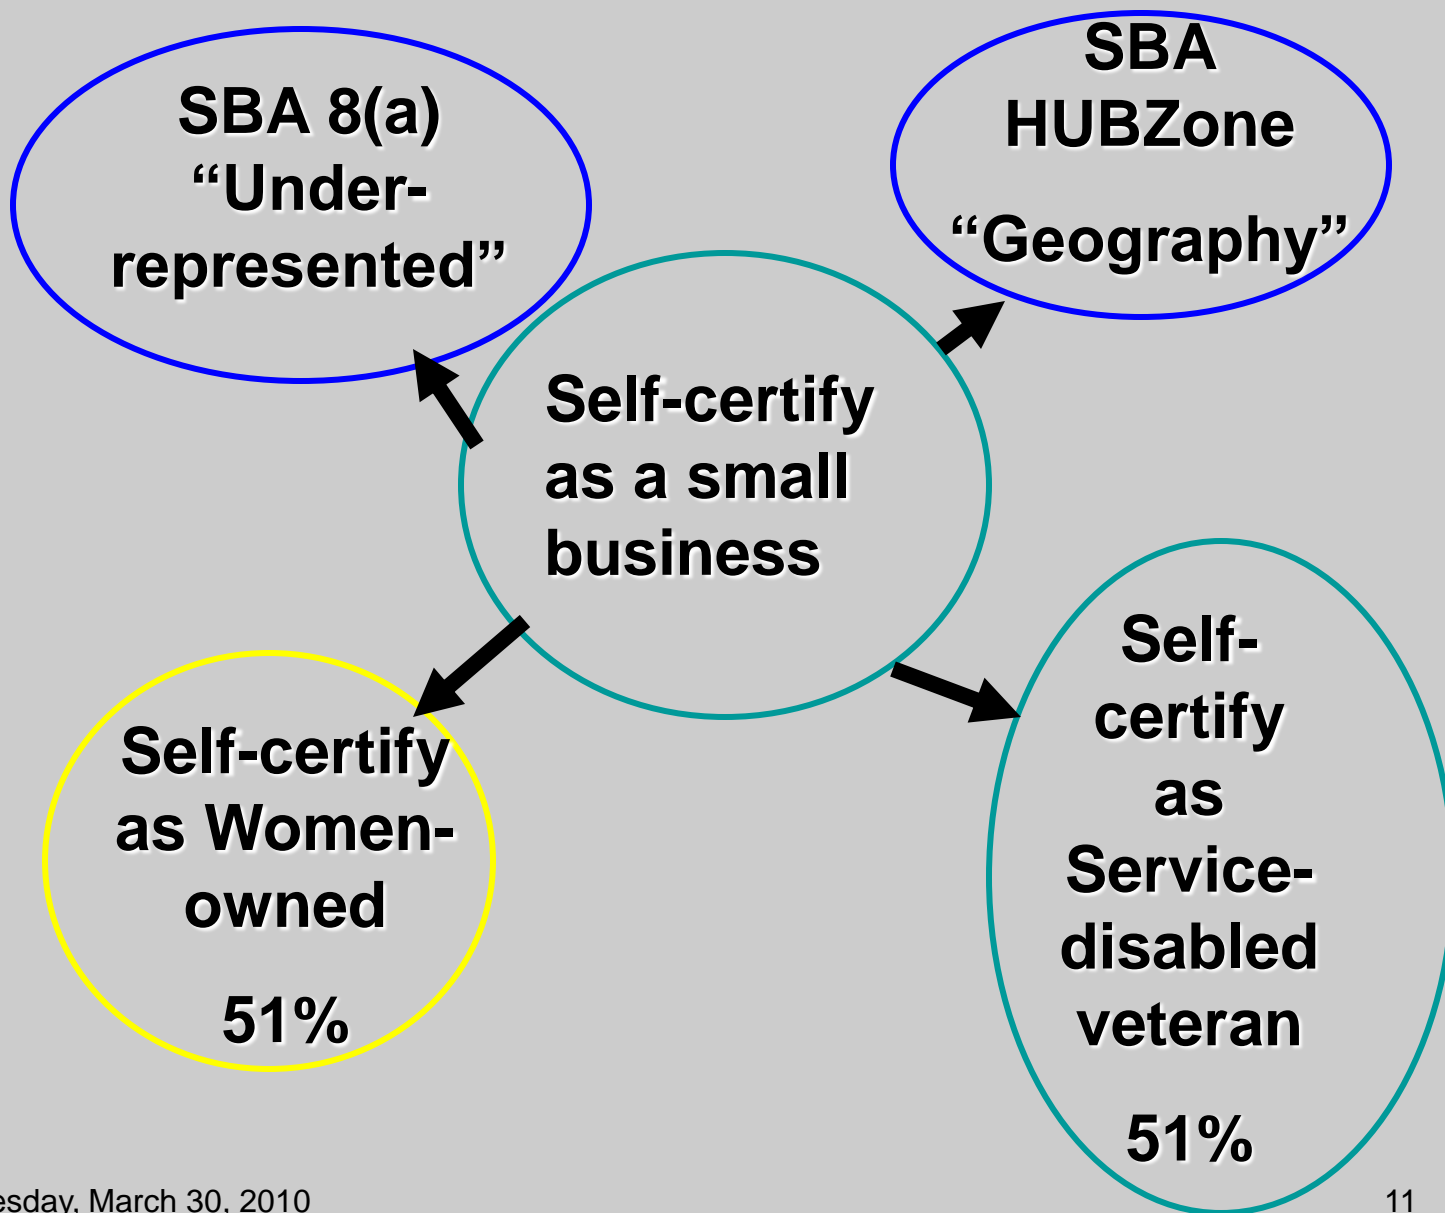 SBA 8(a)
“Under-
represented”
SBA
HUBZone
“Geography”
Self-certify
as a small
business
Self-certify
as Women-
owned
51%
Self-
certify
as
Service-
disabled
veteran
51%
esday, March 30, 2010
11